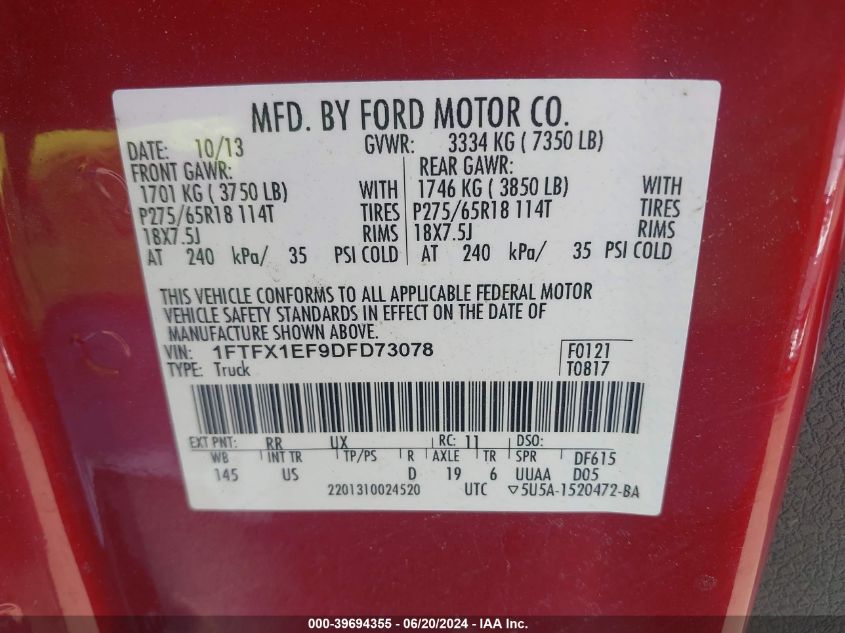 MFD. BY FORD MOTOR CO.
DATE: 10/13 GVWR: 3334 KG ( 7350 LB)
FRONT GAWR: REAR GAWR:
1701 KG ( 3750 LB) WITH 1746 KG ( 3850 LB) WITH
P275/65R18 114T TIRES P275/65R18 114T TIRES
18X7.5J RIMS 18X7.5J RIMS
AT 240 kPa/ 35 PSI COLD AT 240 kPa/ 35 PSI COLD
THIS VEHICLE CONFORMS TO ALL APPLICABLE FEDERAL MOTOR
VEHICLE SAFETY STANDARDS IN EFFECT ON THE DATE OF
MANUFACTURE SHOWN ABOVE.
VIN: 1FTFX1EF9DFD73078 F0121
TYPE: Truck T0817
EXT PNT: RR UX RC: 11 DSO:
WB INT TR TP/PS R AXLE TR SPR DF615
145 US D 19 6 UUAA D05
2201310024520 UTC ▽5U5A-1520472-BA
000-39694355 / 06/20/2024 / IAA Inc.